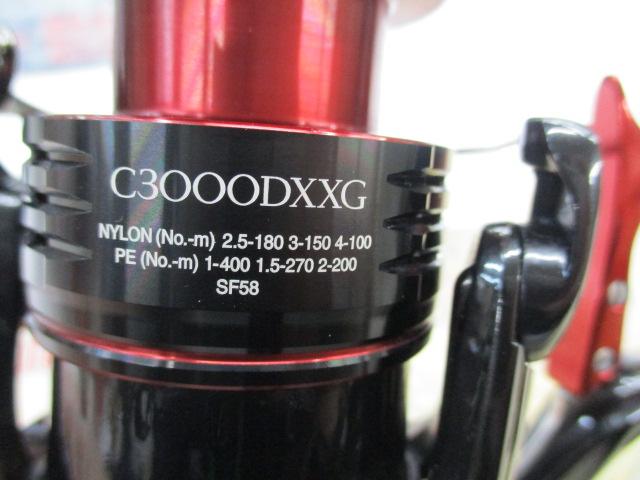 C3000DXXG
NYLON (No.-m) 2.5-180 3-150 4-100
PE (No.-m) 1-400 1.5-270 2-200
SF58